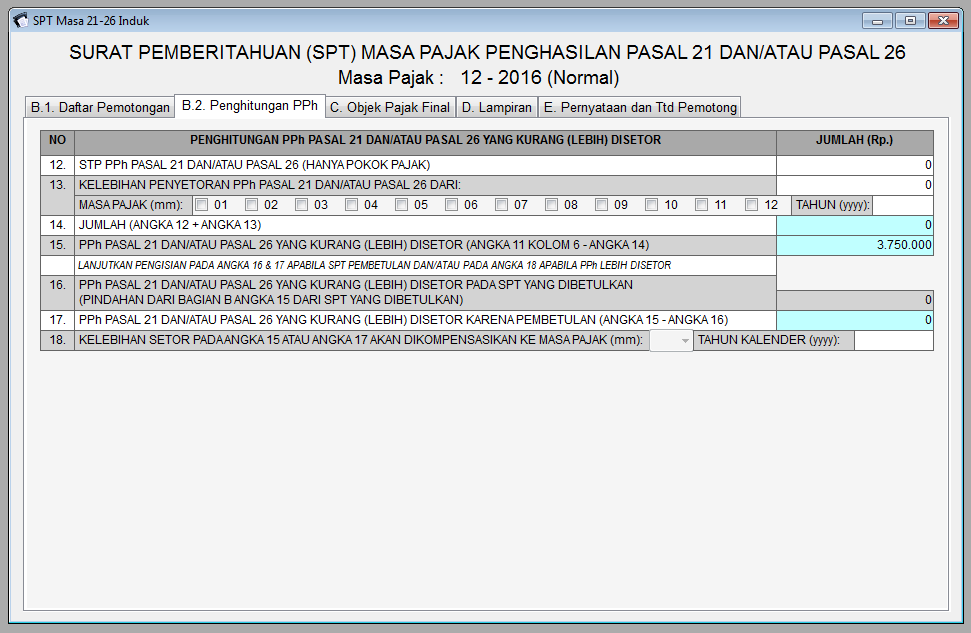 SPT Masa 21-26 Induk
SURAT PEMBERITAHUAN (SPT) MASA PAJAK PENGHASILAN PASAL 21 DAN/ATAU PASAL 26
Masa Pajak : 12 - 2016 (Normal)
B.1. Daftar Pemotongan B.2. Penghitungan PPh C. Objek Pajak Final D. Lampiran E. Pernyataan dan Ttd Pemotong
NO PENGHITUNGAN PPh PASAL 21 DAN/ATAU PASAL 26 YANG KURANG (LEBIH) DISETOR JUMLAH (Rp.)
12. STP PPh PASAL 21 DAN/ATAU PASAL 26 (HANYA POKOK PAJAK) 0
13. KELEBIHAN PENYETORAN PPh PASAL 21 DAN/ATAU PASAL 26 DARI: 0
MASA PAJAK (mm): 01 02 03 04 05 06 07 08 09 10 11 12 TAHUN (yyyy):
14. JUMLAH (ANGKA 12 + ANGKA 13) 0
15. PPh PASAL 21 DAN/ATAU PASAL 26 YANG KURANG (LEBIH) DISETOR (ANGKA 11 KOLOM 6 - ANGKA 14) 3.750.000
LANJUTKAN PENGISIAN PADA ANGKA 16 & 17 APABILA SPT PEMBETULAN DAN/ATAU PADA ANGKA 18 APABILA PPh LEBIH DISETOR
16. PPh PASAL 21 DAN/ATAU PASAL 26 YANG KURANG (LEBIH) DISETOR PADA SPT YANG DIBETULKAN
(PINDAHAN DARI BAGIAN B ANGKA 15 DARI SPT YANG DIBETULKAN) 0
17. PPh PASAL 21 DAN/ATAU PASAL 26 YANG KURANG (LEBIH) DISETOR KARENA PEMBETULAN (ANGKA 15 - ANGKA 16) 0
18. KELEBIHAN SETOR PADA ANGKA 15 ATAU ANGKA 17 AKAN DIKOMPENSASIKAN KE MASA PAJAK (mm): TAHUN KALENDER (yyyy):